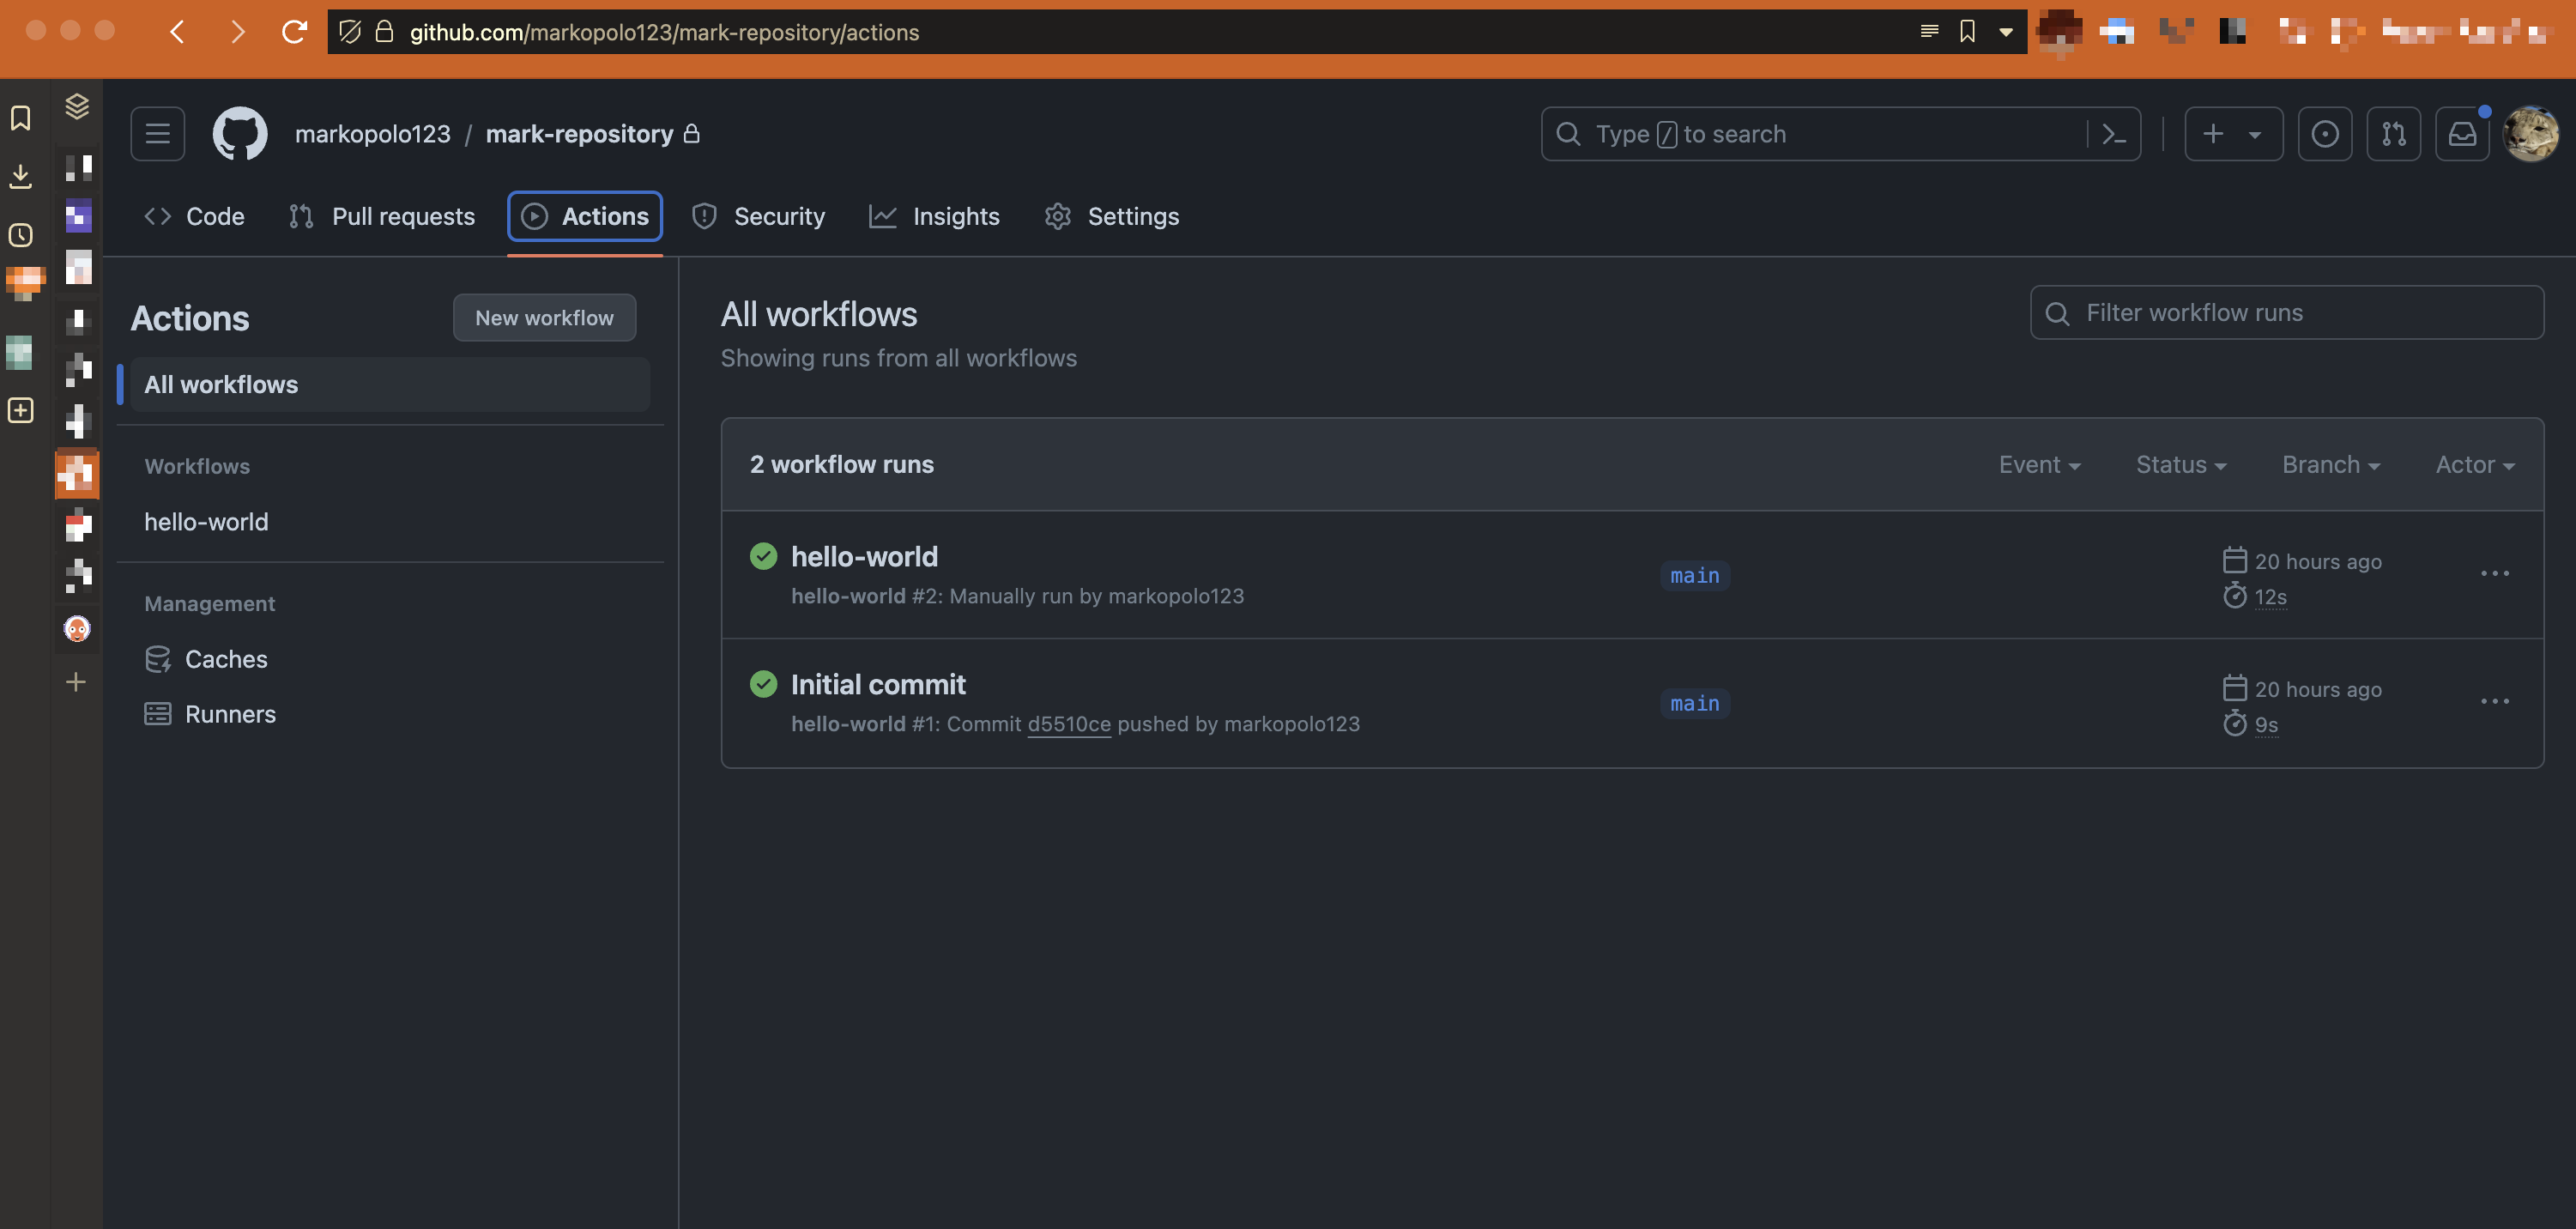 github.com/markopolo123/mark-repository/actions
markopolo123 / mark-repository
Type / to search
Code
Pull requests
Actions
Security
Insights
Settings
Actions
New workflow
All workflows
Workflows
hello-world
Management
Caches
Runners
All workflows
Showing runs from all workflows
Filter workflow runs
2 workflow runs
Event
Status
Branch
Actor
hello-world
hello-world #2: Manually run by markopolo123
main
20 hours ago
12s
Initial commit
hello-world #1: Commit d5510ce pushed by markopolo123
main
20 hours ago
9s